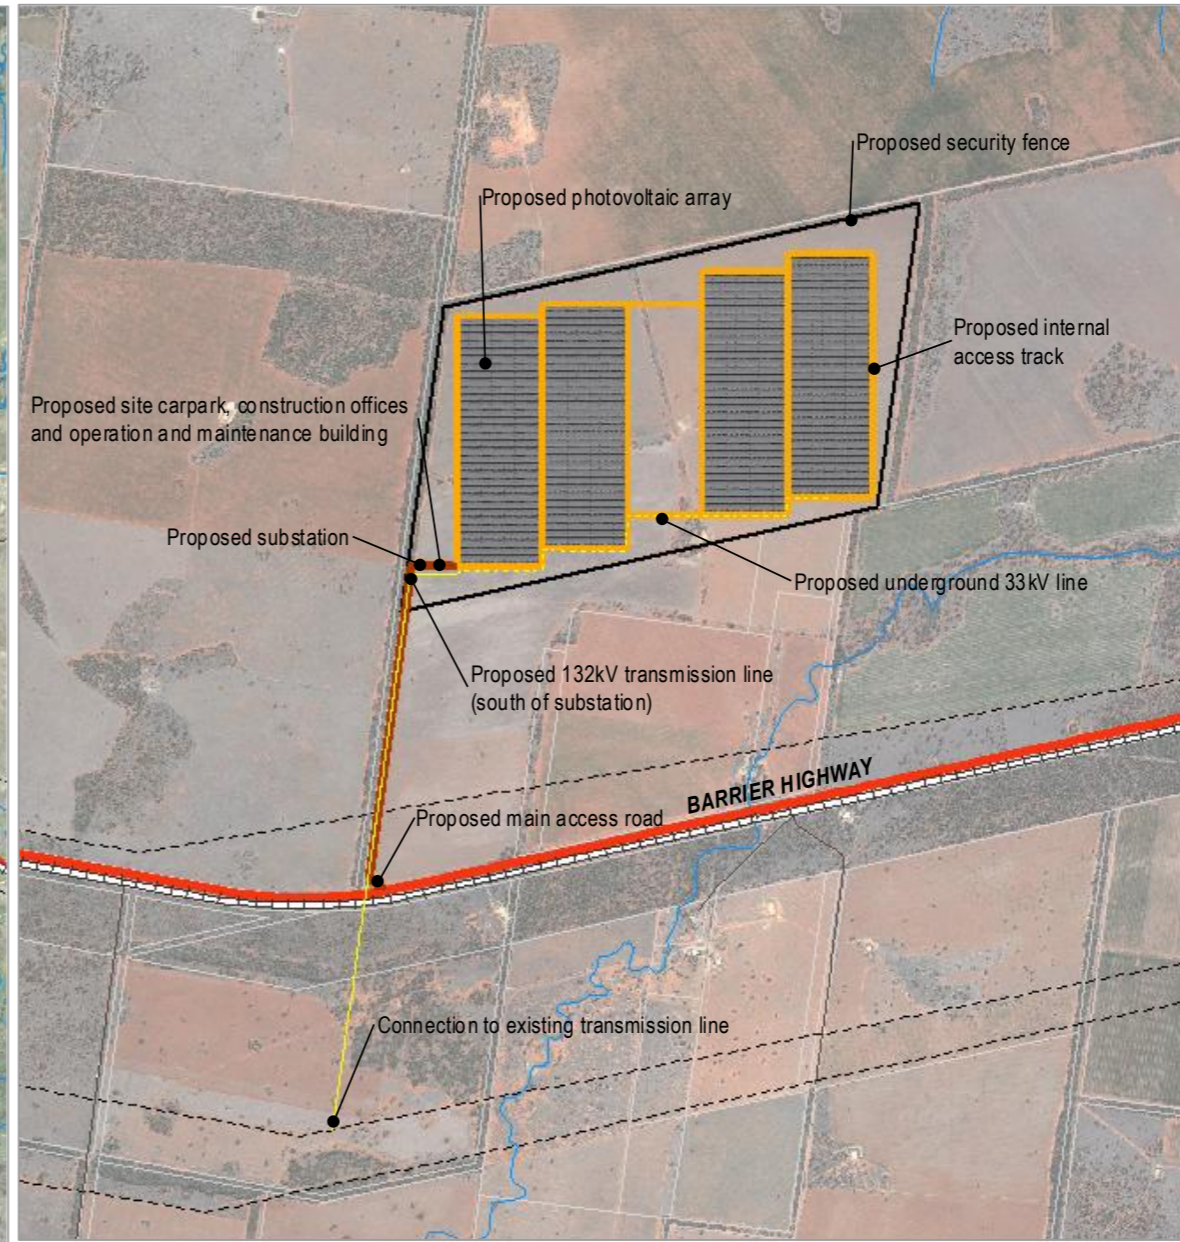 Proposed security fence
Proposed photovoltaic array
Proposed internal
access track
Proposed site carpark, construction offices
and operation and maintenance building
Proposed substation
Proposed underground 33kV line
Proposed 132kV transmission line
(south of substation)
BARRIER HIGHWAY
Proposed main access road
Connection to existing transmission line